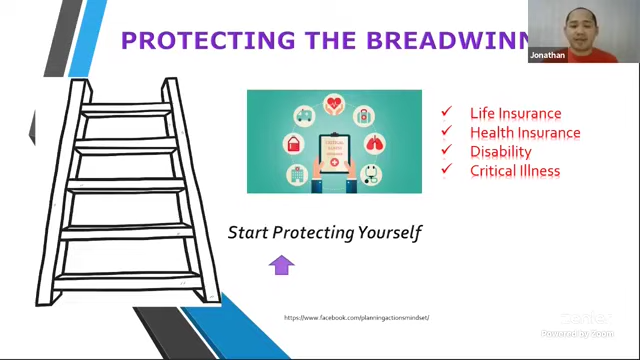 PROTECTING THE BREADWINN
Jonathan
Life Insurance
Health Insurance
Disability
Critical Illness
Start Protecting Yourself
https://www.facebook.com/planningactionsmindset/
Powered by Zoom